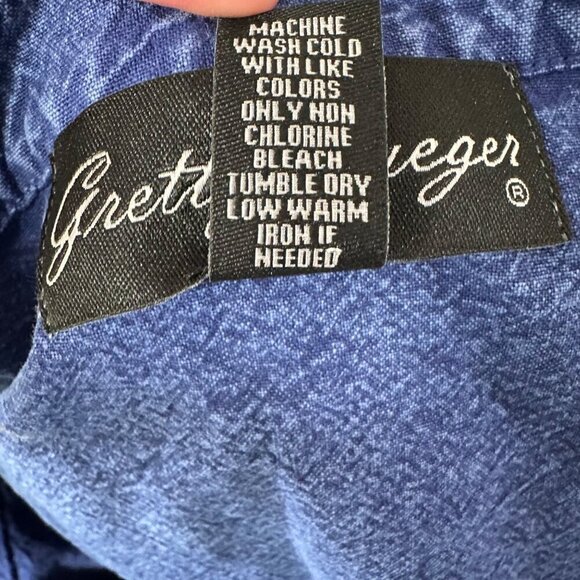 MACHINE
WASH COLD
WITH LIKE
COLORS
ONLY NON
CHLORINE
BLEACH
TUMBLE DRY
LOW WARM
IRON IF
NEEDED
®